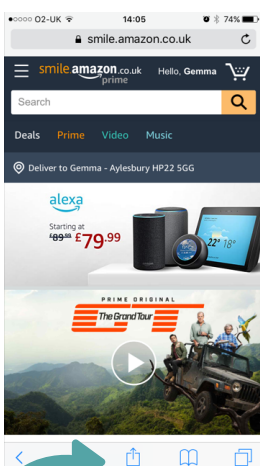 O2-UK 14:05 74%
smile.amazon.co.uk
smile.amazon.co.uk Hello, Gemma
prime
Search
Deals Prime Video Music
Deliver to Gemma - Aylesbury HP22 5GG
alexa
Starting at
£89.99 £79.99
22° 18°
PRIME ORIGINAL
The Grand Tour
GT